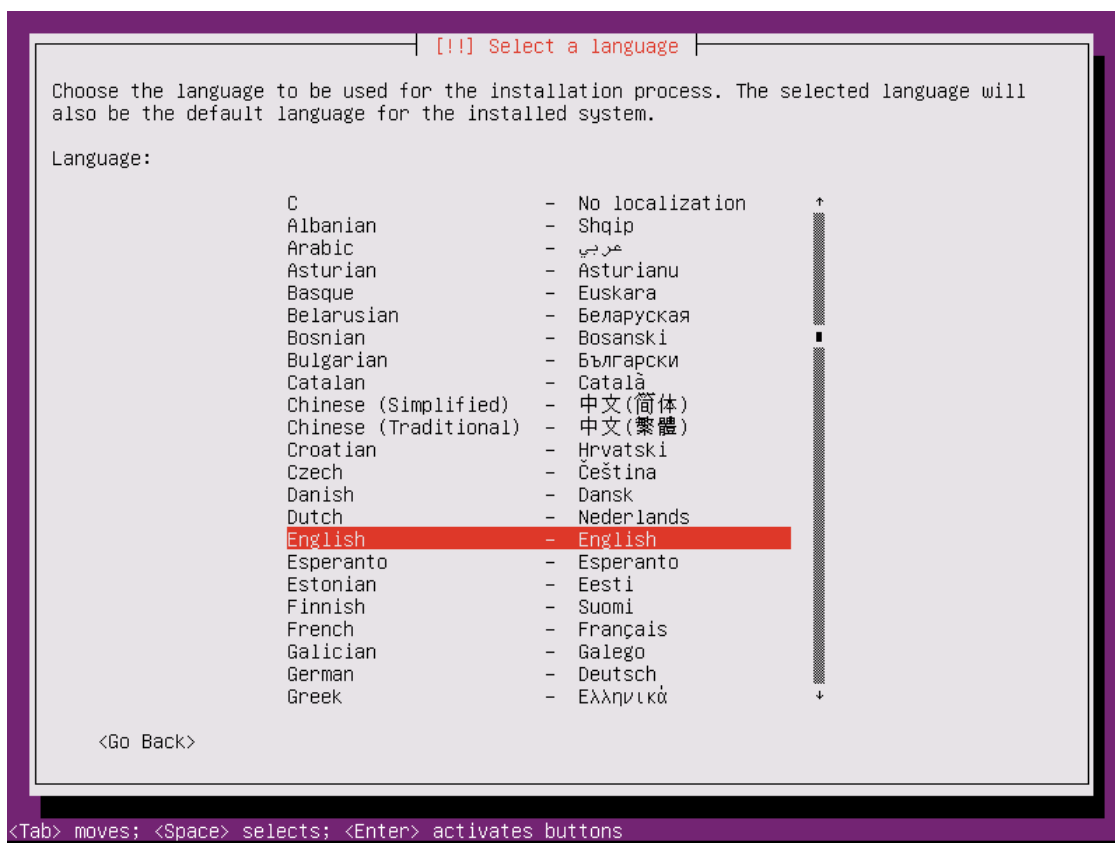 [!!] Select a language
Choose the language to be used for the installation process. The selected language will
also be the default language for the installed system.
Language:
C - No localization
Albanian - Shqip
Arabic - عربي
Asturian - Asturianu
Basque - Euskara
Belarusian - Беларуская
Bosnian - Bosanski
Bulgarian - Български
Catalan - Català
Chinese (Simplified) - 中文(简体)
Chinese (Traditional) - 中文(繁體)
Croatian - Hrvatski
Czech - Čeština
Danish - Dansk
Dutch - Nederlands
English - English
Esperanto - Esperanto
Estonian - Eesti
Finnish - Suomi
French - Français
Galician - Galego
German - Deutsch
Greek - Ελληνικά
<Go Back>
<Tab> moves; <Space> selects; <Enter> activates buttons